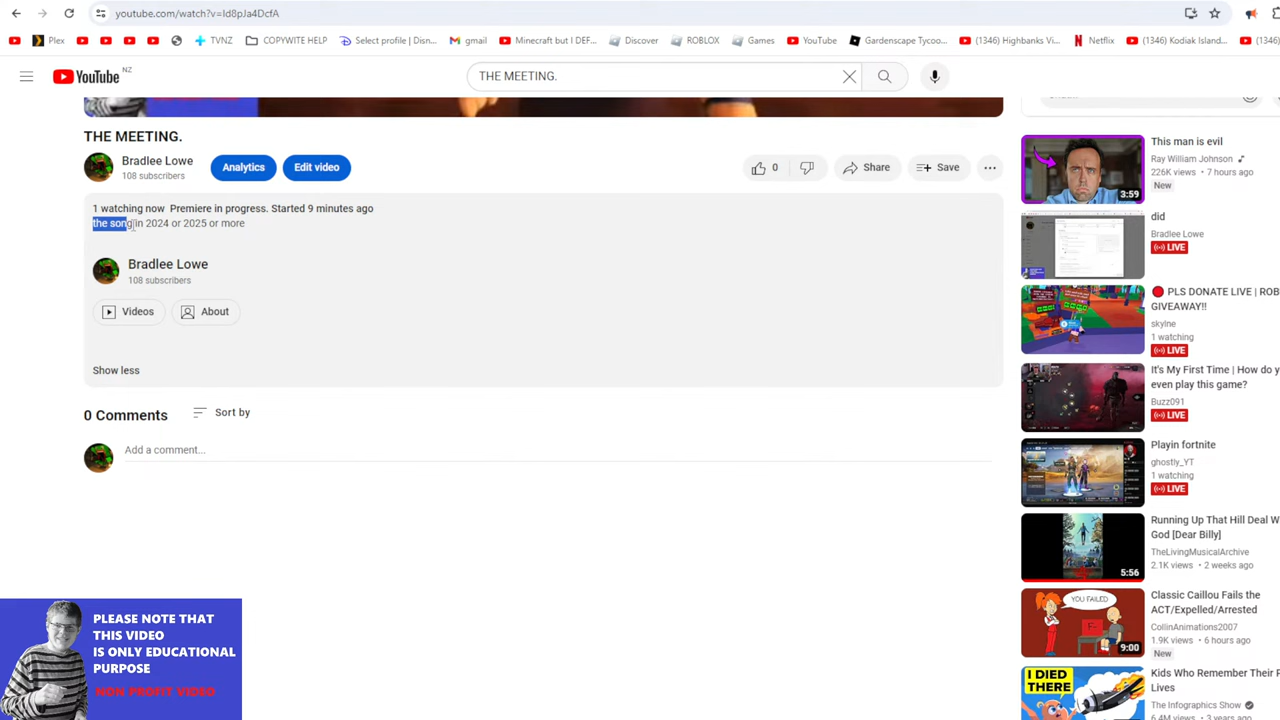 youtube.com/watch?v=Id8pJa4DcfA
Plex
TVNZ
COPYWITE HELP
Select profile | Disn...
gmail
Minecraft but I DEF...
Discover
ROBLOX
Games
YouTube
Gardenscape Tycoo...
(1346) Highbanks Vi...
Netflix
(1346) Kodiak Island...
(1346)
YouTube NZ
THE MEETING.
THE MEETING.
Bradlee Lowe
108 subscribers
Analytics
Edit video
0
Share
Save
1 watching now Premiere in progress. Started 9 minutes ago
the song in 2024 or 2025 or more
Bradlee Lowe
108 subscribers
Videos
About
Show less
0 Comments
Sort by
Add a comment...
This man is evil
Ray William Johnson
226K views • 7 hours ago
New
3:59
did
Bradlee Lowe
LIVE
PLS DONATE LIVE | ROB
GIVEAWAY!!
skylne
1 watching
LIVE
It's My First Time | How do y
even play this game?
Buzz091
LIVE
Playin fortnite
ghostly_YT
1 watching
LIVE
Running Up That Hill Deal W
God [Dear Billy]
TheLivingMusicalArchive
2.1K views • 2 weeks ago
5:56
YOU FAILED
Classic Caillou Fails the
ACT/Expelled/Arrested
CollinAnimations2007
1.9K views • 6 hours ago
New
9:00
I DIED
THERE
Kids Who Remember Their P
Lives
The Infographics Show
6.4M views • 3 years ago
PLEASE NOTE THAT
THIS VIDEO
IS ONLY EDUCATIONAL
PURPOSE
NON PROFIT VIDEO